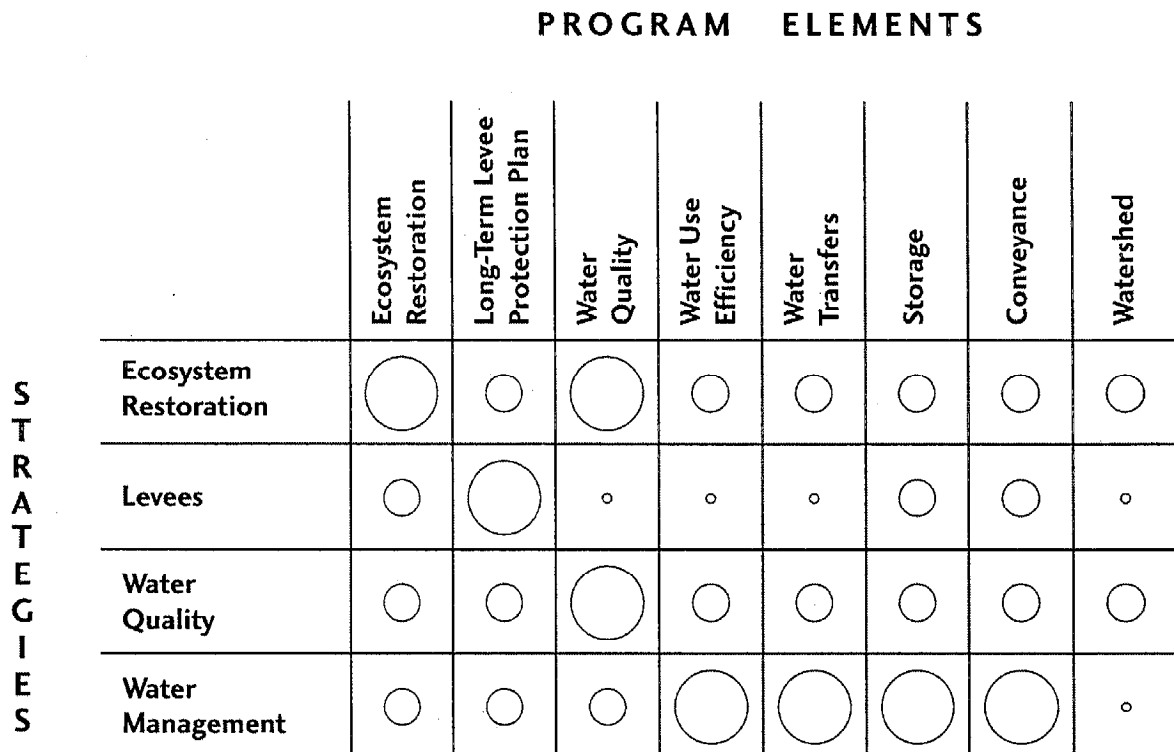 PROGRAM ELEMENTS
Ecosystem
Restoration
Long-Term Levee
Protection Plan
Water
Quality
Water Use
Efficiency
Water
Transfers
Storage
Conveyance
Watershed
STRATEGIES
Ecosystem
Restoration
Levees
Water
Quality
Water
Management